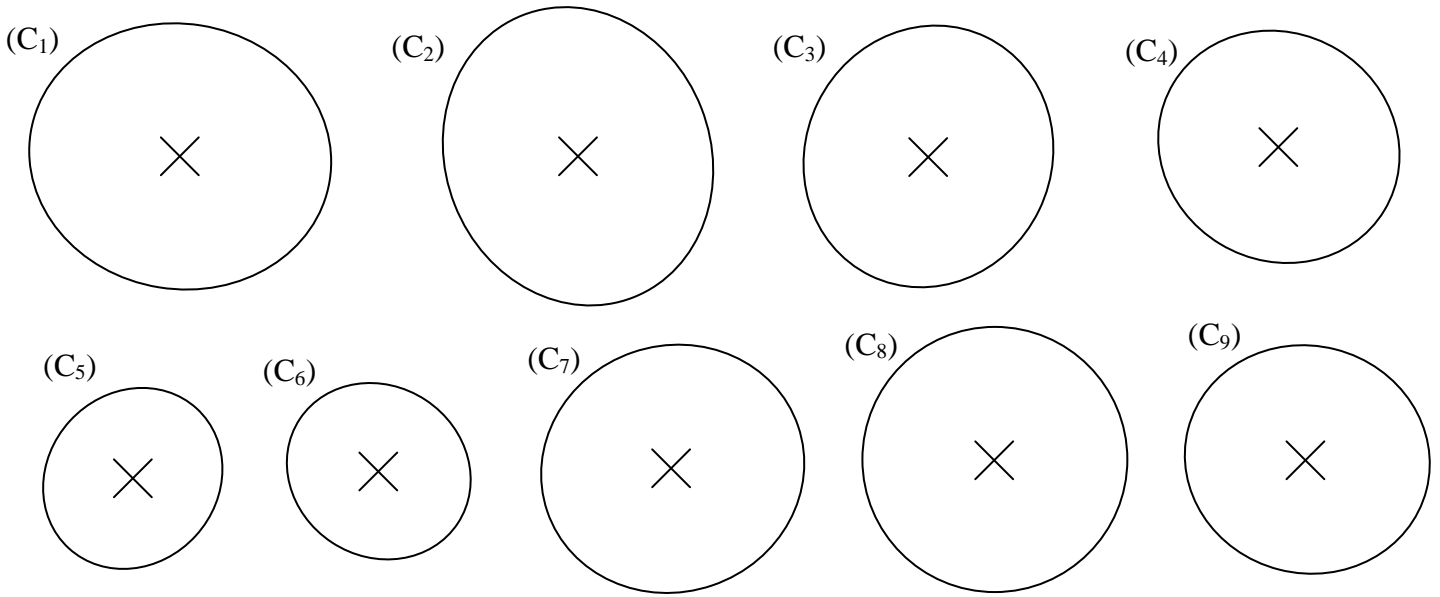 (C₁) (C₂) (C₃) (C₄)
(C₅) (C₆) (C₇) (C₈) (C₉)